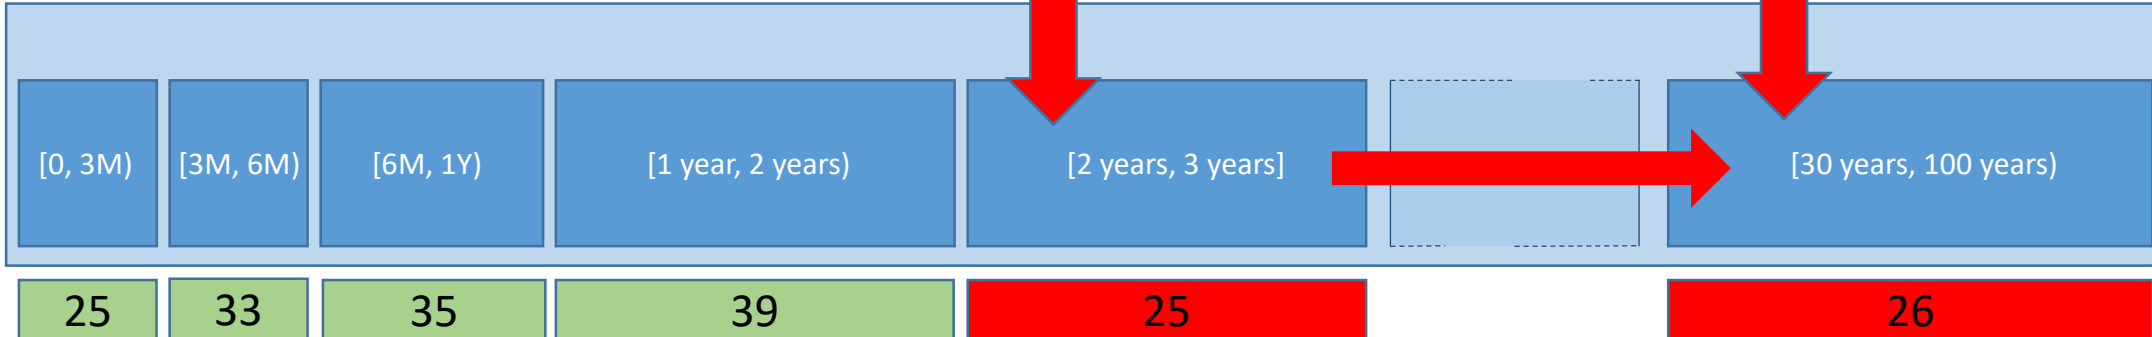 [0, 3M)
[3M, 6M)
[6M, 1Y)
[1 year, 2 years)
[2 years, 3 years]
[30 years, 100 years)
25
33
35
39
25
26